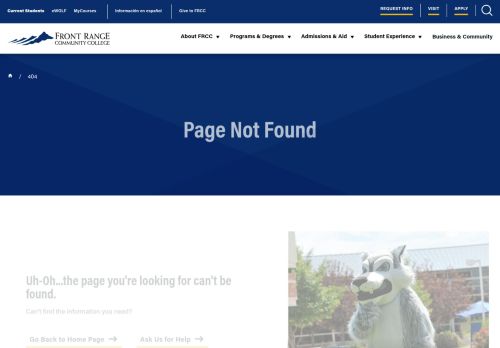 Current Students eWOLF MyCourses Información en español Give to FRCC REQUEST INFO VISIT APPLY
FRONT RANGE
COMMUNITY COLLEGE
About FRCC Programs & Degrees Admissions & Aid Student Experience Business & Community
/ 404
Page Not Found
Uh-Oh...the page you're looking for can't be
found.
Can't find the information you need?
Go Back to Home Page Ask Us for Help